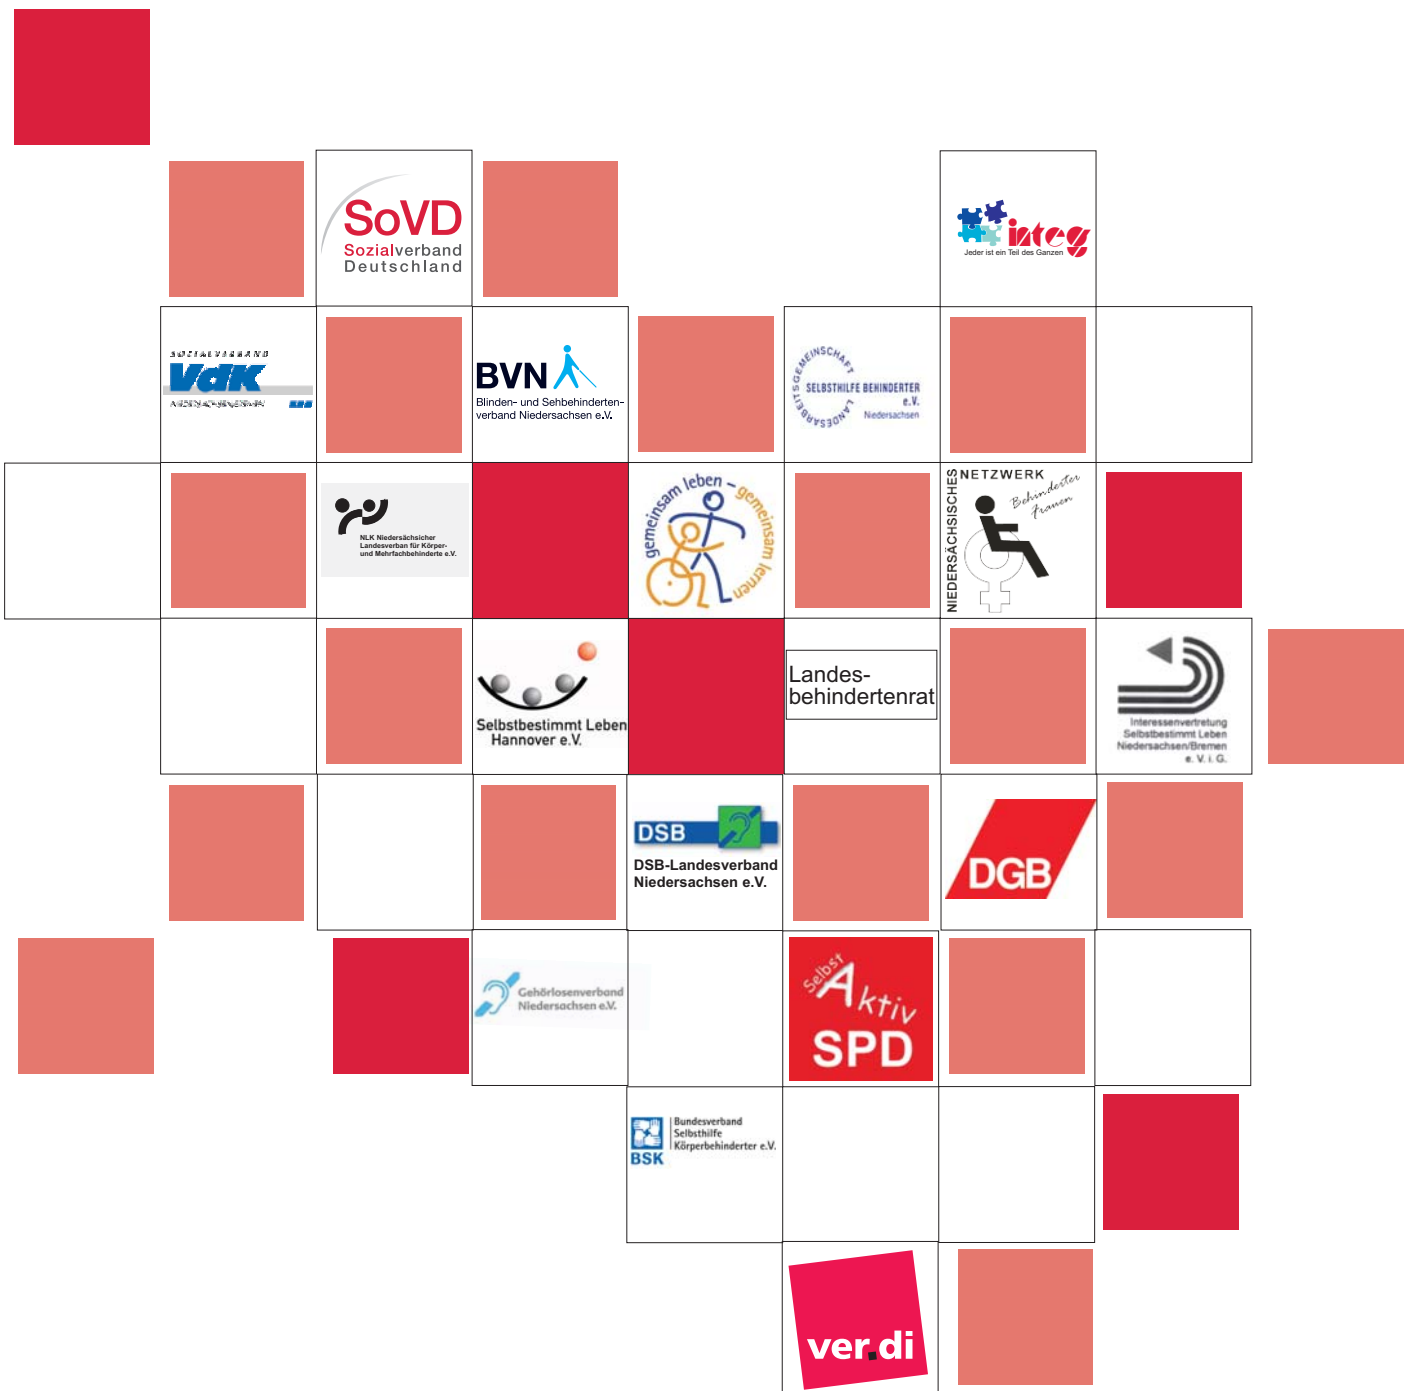 SoVD
Sozialverband
Deutschland
integ
Jeder ist ein Teil des Ganzen
SOZIALVERBAND
VdK
BVN
Blinden- und Sehbehinderten-
verband Niedersachsen e.V.
LANDESARBEITSGEMEINSCHAFT
SELBSTHILFE BEHINDERTER
e.V.
Niedersachsen
NLK Niedersächsicher
Landesverban für Körper-
und Mehrfachbehinderte e.V.
gemeinsam leben – gemeinsam lernen
NIEDERSÄCHSISCHES
NETZWERK
Behinderter
Frauen
Selbstbestimmt Leben
Hannover e.V.
Landes-
behindertenrat
Interessenvertretung
Selbstbestimmt Leben
Niedersachsen/Bremen
e. V. i. G.
DSB
DSB-Landesverband
Niedersachsen e.V.
DGB
Gehörlosenverband
Niedersachsen e.V.
Selbst
Aktiv
SPD
BSK
Bundesverband
Selbsthilfe
Körperbehinderter e.V.
ver.di